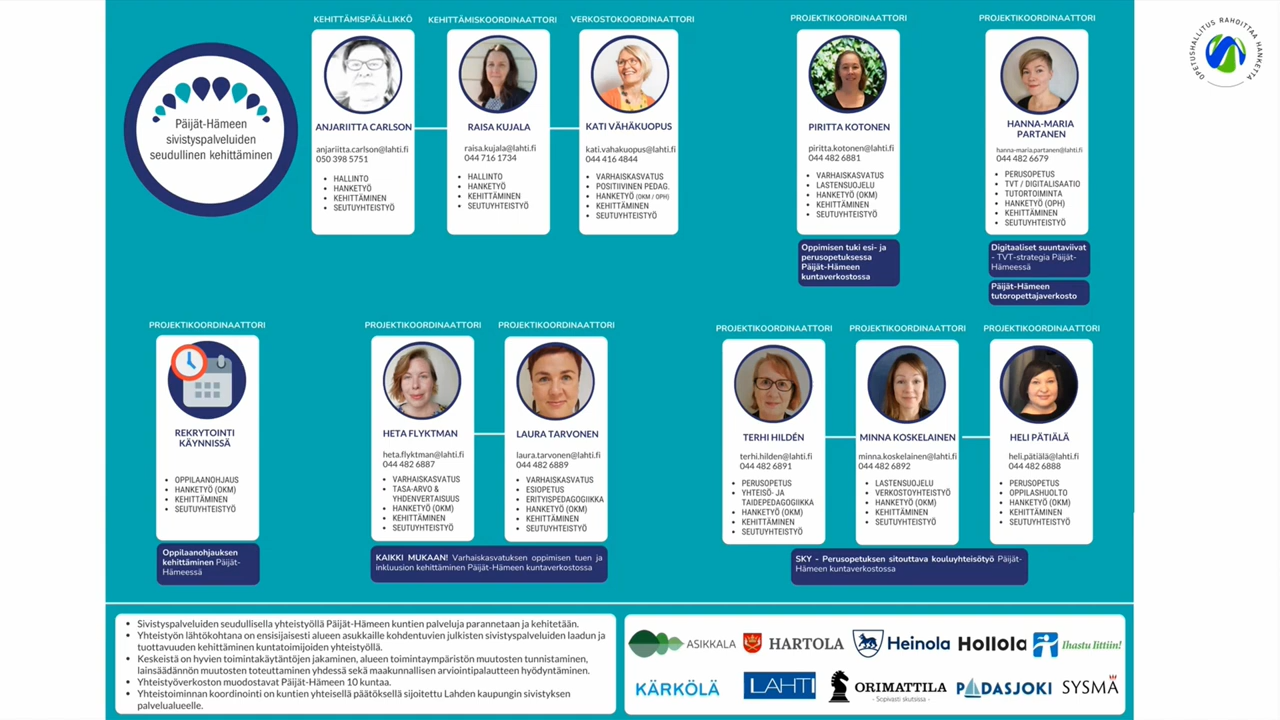 OPETUSHALLITUS RAHOITTAA HANKETTA
Päijät-Hämeen
sivistyspalveluiden
seudullinen kehittäminen
KEHITTÄMISPÄÄLLIKKÖ
ANJARIITTA CARLSON
anjariitta.carlson@lahti.fi
050 398 5751
• HALLINTO
• HANKETYÖ
• KEHITTÄMINEN
• SEUTUYHTEISTYÖ
KEHITTÄMISKOORDINAATTORI
RAISA KUJALA
raisa.kujala@lahti.fi
044 716 1734
• HALLINTO
• HANKETYÖ
• KEHITTÄMINEN
• SEUTUYHTEISTYÖ
VERKOSTOKOORDINAATTORI
KATI VÄHÄKUOPUS
kati.vahakuopus@lahti.fi
044 416 4844
• VARHAISKASVATUS
• POSITIIVINEN PEDAG.
• HANKETYÖ (OKM / OPH)
• KEHITTÄMINEN
• SEUTUYHTEISTYÖ
PROJEKTIKOORDINAATTORI
PIRITTA KOTONEN
piritta.kotonen@lahti.fi
044 482 6881
• VARHAISKASVATUS
• LASTENSUOJELU
• HANKETYÖ (OKM)
• KEHITTÄMINEN
• SEUTUYHTEISTYÖ
Oppimisen tuki esi- ja
perusopetuksessa
Päijät-Hämeen
kuntaverkostossa
PROJEKTIKOORDINAATTORI
HANNA-MARIA
PARTANEN
hanna-maria.partanen@lahti.fi
044 482 6679
• PERUSOPETUS
• TVT / DIGITALISAATIO
• TUTORTOIMINTA
• HANKETYÖ (OPH)
• KEHITTÄMINEN
• SEUTUYHTEISTYÖ
Digitaaliset suuntaviivat
- TVT-strategia Päijät-
Hämeessä
Päijät-Hämeen
tutoropettajaverkosto
PROJEKTIKOORDINAATTORI
REKRYTOINTI
KÄYNNISSÄ
• OPPILAANOHJAUS
• HANKETYÖ (OKM)
• KEHITTÄMINEN
• SEUTUYHTEISTYÖ
Oppilaanohjauksen
kehittäminen Päijät-
Hämeessä
PROJEKTIKOORDINAATTORI
HETA FLYKTMAN
heta.flyktman@lahti.fi
044 482 6887
• VARHAISKASVATUS
• TASA-ARVO &
YHDENVERTAISUUS
• HANKETYÖ (OKM)
• KEHITTÄMINEN
• SEUTUYHTEISTYÖ
PROJEKTIKOORDINAATTORI
LAURA TARVONEN
laura.tarvonen@lahti.fi
044 482 6889
• VARHAISKASVATUS
• ESIOPETUS
• ERITYISPEDAGOGIIKKA
• HANKETYÖ (OKM)
• KEHITTÄMINEN
• SEUTUYHTEISTYÖ
KAIKKI MUKAAN! Varhaiskasvatuksen oppimisen tuen ja
inkluusion kehittäminen Päijät-Hämeen kuntaverkostossa
PROJEKTIKOORDINAATTORI
TERHI HILDÉN
terhi.hilden@lahti.fi
044 482 6891
• PERUSOPETUS
• YHTEISÖ- JA
TAIDEPEDAGOGIIKKA
• HANKETYÖ (OKM)
• KEHITTÄMINEN
• SEUTUYHTEISTYÖ
PROJEKTIKOORDINAATTORI
MINNA KOSKELAINEN
minna.koskelainen@lahti.fi
044 482 6892
• LASTENSUOJELU
• VERKOSTOYHTEISTYÖ
• HANKETYÖ (OKM)
• KEHITTÄMINEN
• SEUTUYHTEISTYÖ
PROJEKTIKOORDINAATTORI
HELI PÄTIÄLÄ
heli.pätiälä@lahti.fi
044 482 6888
• PERUSOPETUS
• OPPILASHUOLTO
• HANKETYÖ (OKM)
• KEHITTÄMINEN
• SEUTUYHTEISTYÖ
SKY - Perusopetuksen sitouttava kouluyhteisötyö Päijät-
Hämeen kuntaverkostossa
• Sivistyspalveluiden seudullisella yhteistyöllä Päijät-Hämeen kuntien palveluja parannetaan ja kehitetään.
• Yhteistyön lähtökohtana on ensisijaisesti alueen asukkaille kohdentuvien julkisten sivistyspalveluiden laadun ja
tuottavuuden kehittäminen kuntatoimijoiden yhteistyöllä.
• Keskeistä on hyvien toimintakäytäntöjen jakaminen, alueen toimintaympäristön muutosten tunnistaminen,
lainsäädännön muutosten toteuttaminen yhdessä sekä maakunnallisen arviointipalautteen hyödyntäminen.
• Yhteistyöverkoston muodostavat Päijät-Hämeen 10 kuntaa.
• Yhteistoiminnan koordinointi on kuntien yhteisellä päätöksellä sijoitettu Lahden kaupungin sivistyksen
palvelualueelle.
ASIKKALA
HARTOLA
Heinola
Hollola
Ihastu Iittiin!
KÄRKÖLÄ
LAHTI
ORIMATTILA
- Sopivasti skutsissa -
PADASJOKI
SYSMÄ